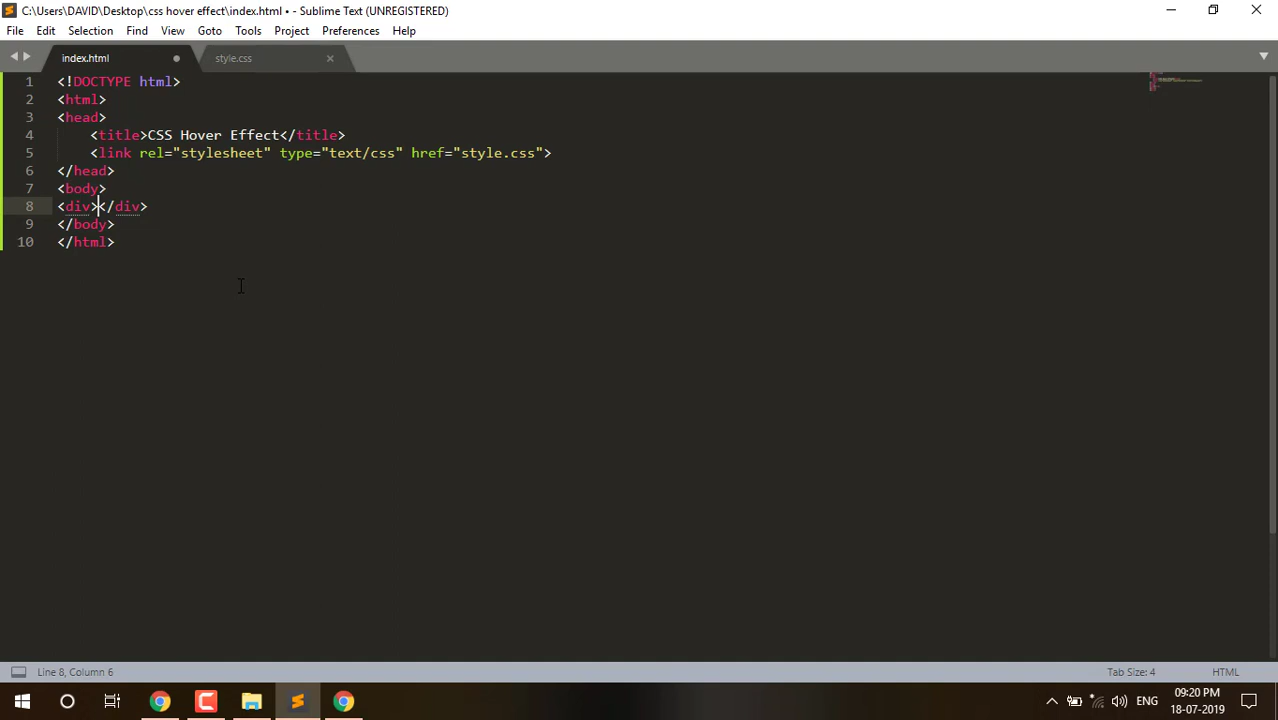 C:\Users\DAVID\Desktop\css hover effect\index.html • - Sublime Text (UNREGISTERED)
File Edit Selection Find View Goto Tools Project Preferences Help
index.html style.css
1 <!DOCTYPE html>
2 <html>
3 <head>
4 <title>CSS Hover Effect</title>
5 <link rel="stylesheet" type="text/css" href="style.css">
6 </head>
7 <body>
8 <div></div>
9 </body>
10 </html>
Line 8, Column 6 Tab Size: 4 HTML
ENG
09:20 PM
18-07-2019